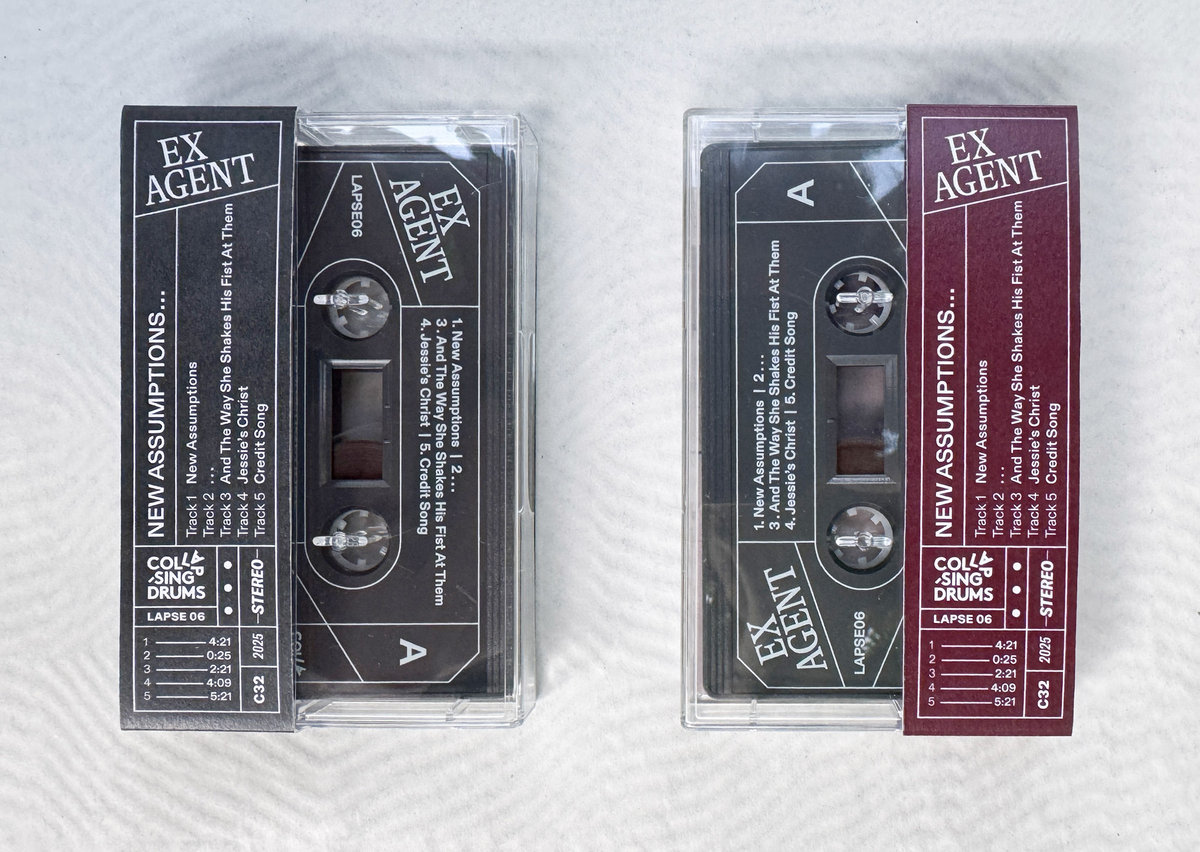 EX
AGENT
NEW ASSUMPTIONS...
Track 1 New Assumptions
Track 2 ...
Track 3 And The Way She Shakes His Fist At Them
Track 4 Jessie's Christ
Track 5 Credit Song
COLLAP
SING
DRUMS
LAPSE 06
STEREO
1 4:21
2 0:25
3 2:21
4 4:09
5 5:21
2025
C32
LAPSE06
EX
AGENT
1. New Assumptions | 2...
3. And The Way She Shakes His Fist At Them
4. Jessie's Christ | 5. Credit Song
A
A
1. New Assumptions | 2...
3. And The Way She Shakes His Fist At Them
4. Jessie's Christ | 5. Credit Song
EX
AGENT
LAPSE06
EX
AGENT
NEW ASSUMPTIONS...
Track 1 New Assumptions
Track 2 ...
Track 3 And The Way She Shakes His Fist At Them
Track 4 Jessie's Christ
Track 5 Credit Song
COLLAP
SING
DRUMS
LAPSE 06
STEREO
1 4:21
2 0:25
3 2:21
4 4:09
5 5:21
2025
C32